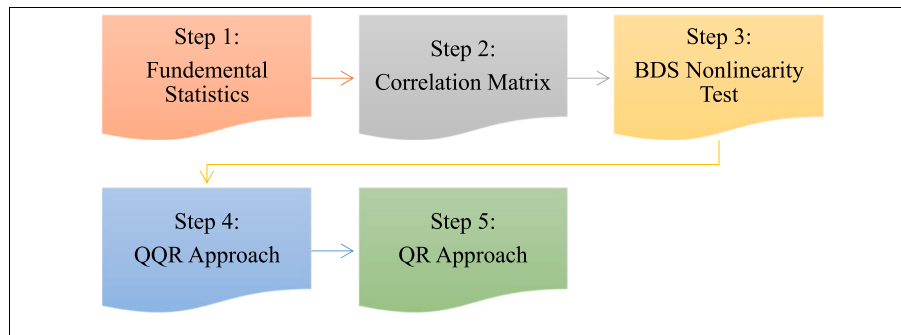 Step 1:
Fundemental
Statistics
Step 2:
Correlation Matrix
Step 3:
BDS Nonlinearity
Test
Step 4:
QQR Approach
Step 5:
QR Approach